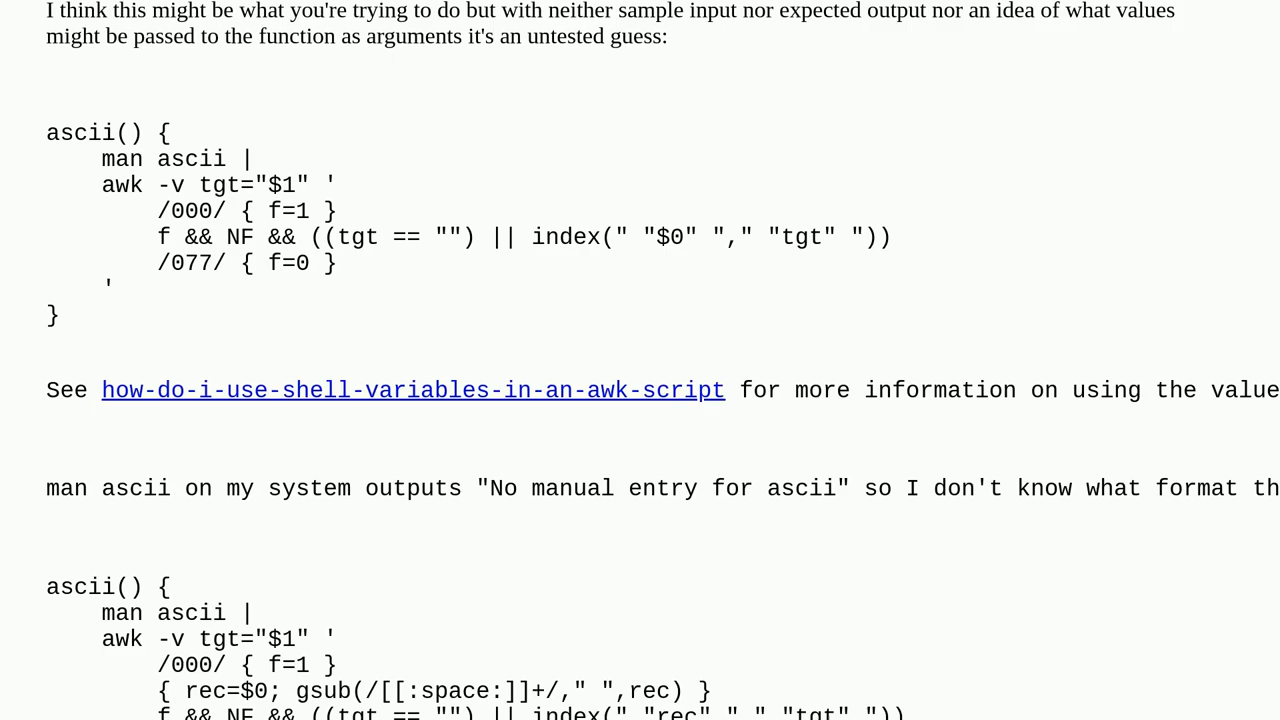 I think this might be what you're trying to do but with neither sample input nor expected output nor an idea of what values
might be passed to the function as arguments it's an untested guess:
ascii() {
    man ascii |
    awk -v tgt="$1" '
        /000/ { f=1 }
        f && NF && ((tgt == "") || index(" "$0" "," "tgt" "))
        /077/ { f=0 }
    '
}
See how-do-i-use-shell-variables-in-an-awk-script for more information on using the value
man ascii on my system outputs "No manual entry for ascii" so I don't know what format th
ascii() {
    man ascii |
    awk -v tgt="$1" '
        /000/ { f=1 }
        { rec=$0; gsub(/[[:space:]]+/," ",rec) }
        f && NF && ((tgt == "") || index(" "rec" "," "tgt" "))